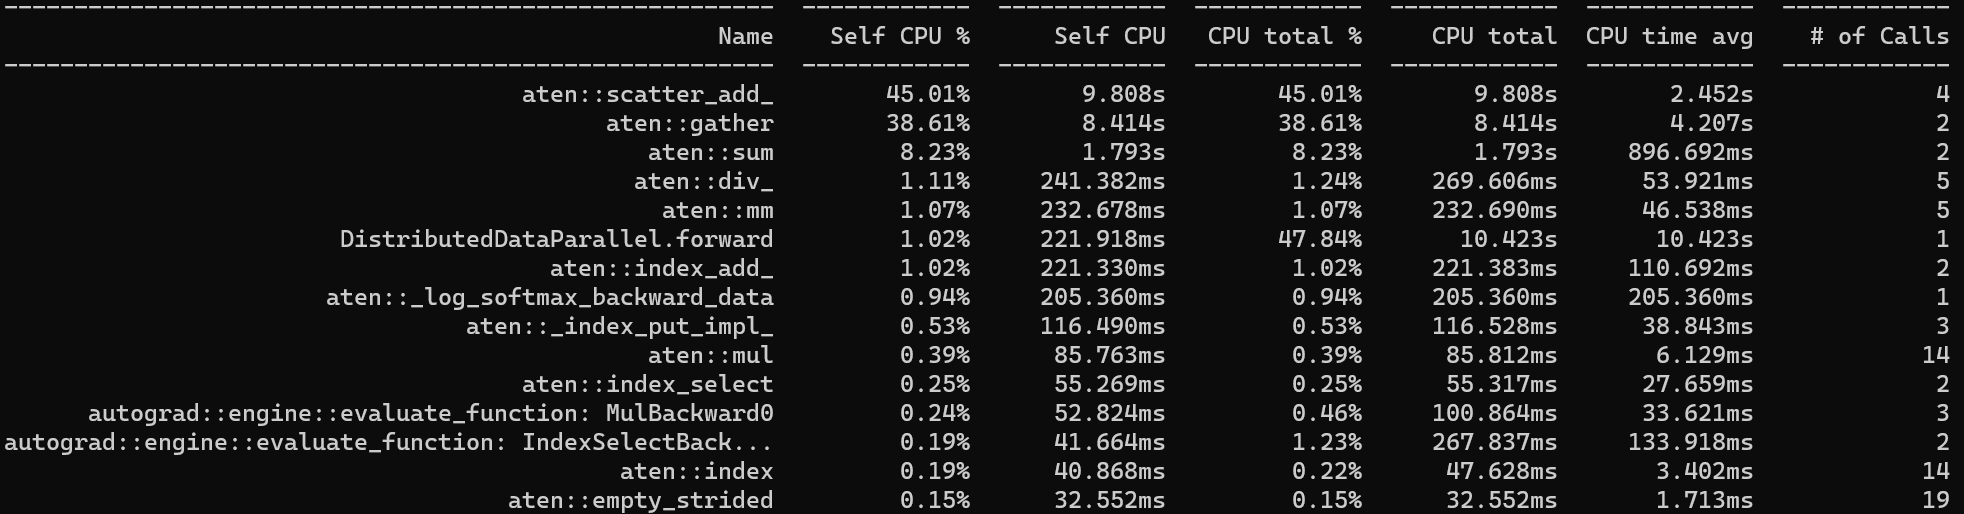 -------------------------------------------------------  ------------  ------------  ------------  ------------  ------------  ------------
Name    Self CPU %      Self CPU   CPU total %     CPU total  CPU time avg    # of Calls
-------------------------------------------------------  ------------  ------------  ------------  ------------  ------------  ------------
aten::scatter_add_        45.01%        9.808s        45.01%        9.808s        2.452s             4
aten::gather        38.61%        8.414s        38.61%        8.414s        4.207s             2
aten::sum         8.23%        1.793s         8.23%        1.793s     896.692ms             2
aten::div_         1.11%     241.382ms         1.24%     269.606ms      53.921ms             5
aten::mm         1.07%     232.678ms         1.07%     232.690ms      46.538ms             5
DistributedDataParallel.forward         1.02%     221.918ms        47.84%       10.423s       10.423s             1
aten::index_add_         1.02%     221.330ms         1.02%     221.383ms     110.692ms             2
aten::_log_softmax_backward_data         0.94%     205.360ms         0.94%     205.360ms     205.360ms             1
aten::_index_put_impl_         0.53%     116.490ms         0.53%     116.528ms      38.843ms             3
aten::mul         0.39%      85.763ms         0.39%      85.812ms       6.129ms            14
aten::index_select         0.25%      55.269ms         0.25%      55.317ms      27.659ms             2
autograd::engine::evaluate_function: MulBackward0         0.24%      52.824ms         0.46%     100.864ms      33.621ms             3
autograd::engine::evaluate_function: IndexSelectBack...         0.19%      41.664ms         1.23%     267.837ms     133.918ms             2
aten::index         0.19%      40.868ms         0.22%      47.628ms       3.402ms            14
aten::empty_strided         0.15%      32.552ms         0.15%      32.552ms       1.713ms            19